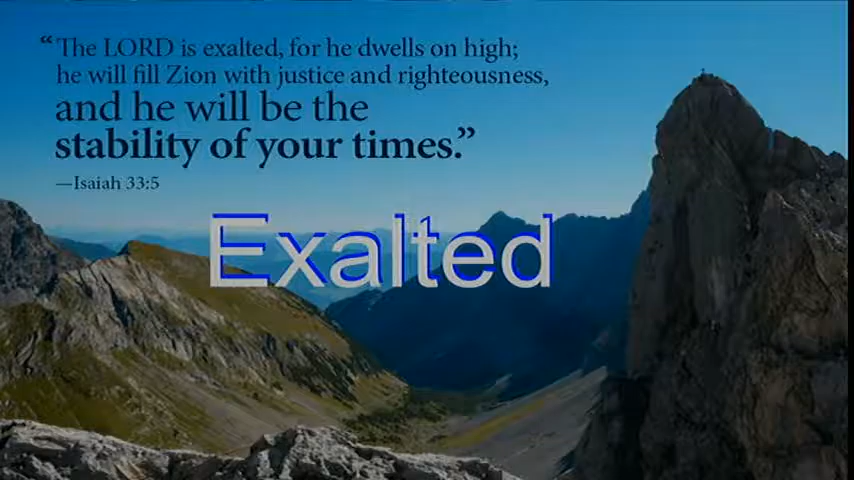 “The LORD is exalted, for he dwells on high;
he will fill Zion with justice and righteousness,
and he will be the
stability of your times.”
—Isaiah 33:5
Exalted